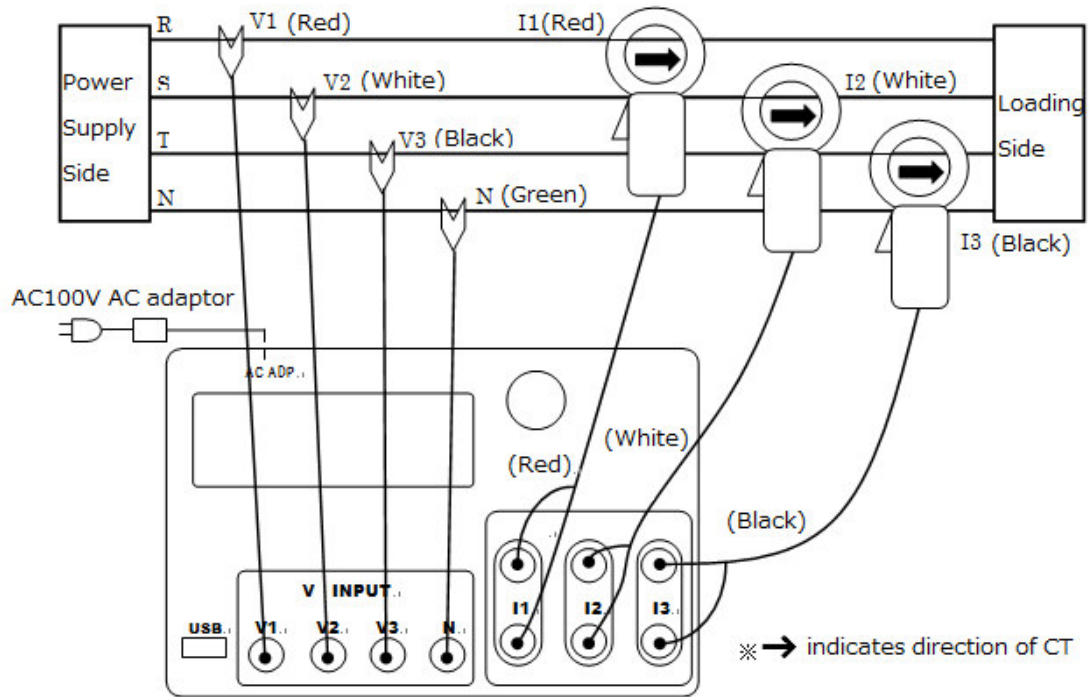 R V1 (Red) I1(Red)
Power Supply Side
S V2 (White) I2 (White)
Loading Side
T V3 (Black)
N N (Green)
I3 (Black)
AC100V AC adaptor
AC ADP.
(White)
(Red)
(Black)
V INPUT
I1 I2 I3
USB V1 V2 V3 N
※ → indicates direction of CT